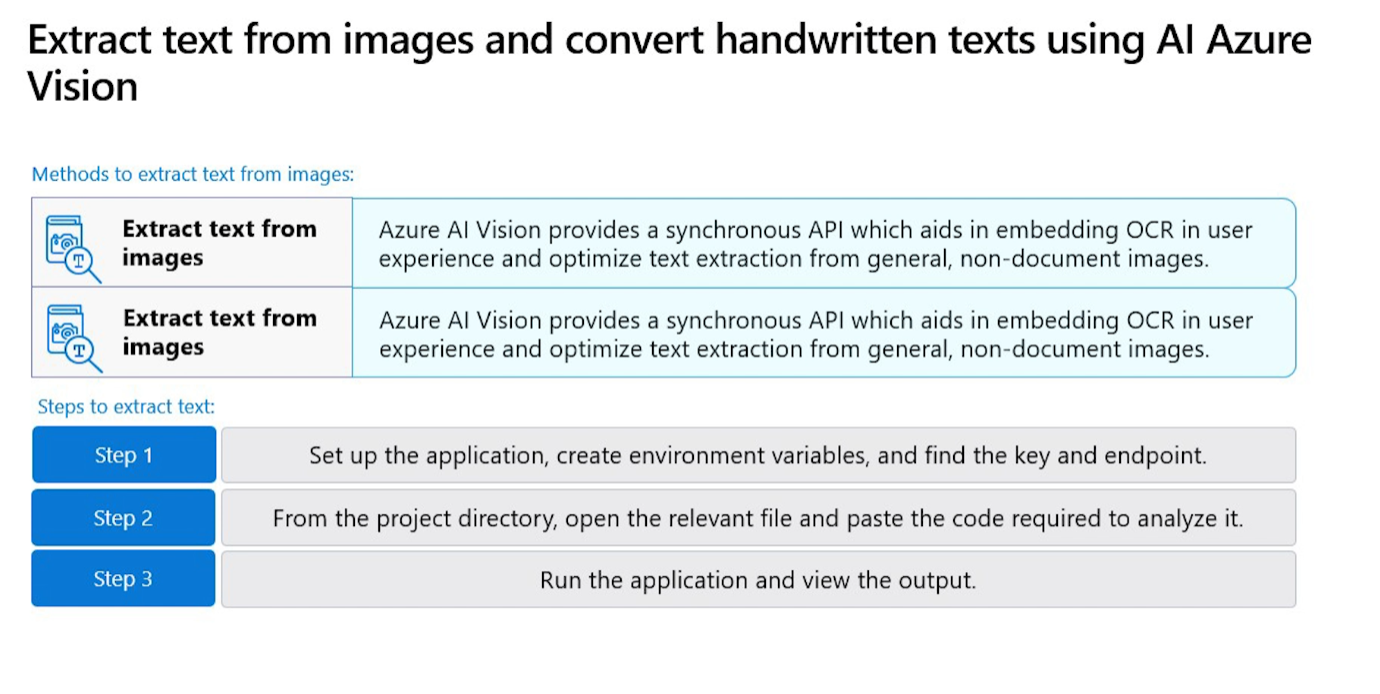 Extract text from images and convert handwritten texts using AI Azure
Vision
Methods to extract text from images:
Extract text from
images
Azure AI Vision provides a synchronous API which aids in embedding OCR in user
experience and optimize text extraction from general, non-document images.
Extract text from
images
Azure AI Vision provides a synchronous API which aids in embedding OCR in user
experience and optimize text extraction from general, non-document images.
Steps to extract text:
Step 1
Set up the application, create environment variables, and find the key and endpoint.
Step 2
From the project directory, open the relevant file and paste the code required to analyze it.
Step 3
Run the application and view the output.